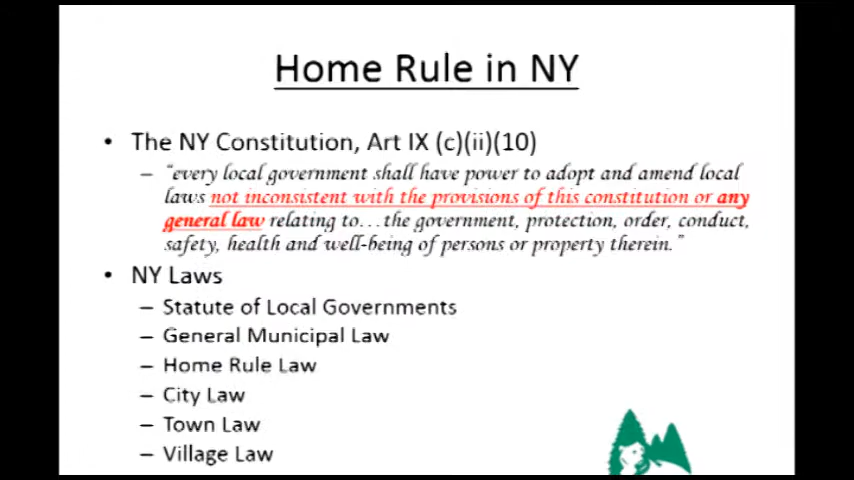 Home Rule in NY
• The NY Constitution, Art IX (c)(ii)(10)
– "every local government shall have power to adopt and amend local
laws not inconsistent with the provisions of this constitution or any
general law relating to…the government, protection, order, conduct,
safety, health and well-being of persons or property therein."
• NY Laws
– Statute of Local Governments
– General Municipal Law
– Home Rule Law
– City Law
– Town Law
– Village Law